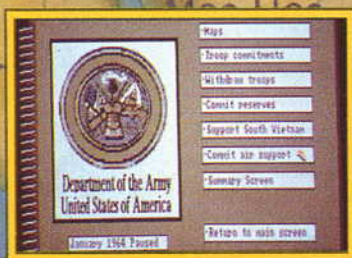 Department of the Army
United States of America
January 1964 Paused
·Maps
·Troop commitments
·Withdraw troops
·Commit reserves
·Support South Vietnam
·Commit air support
·Summary Screen
·Return to main screen